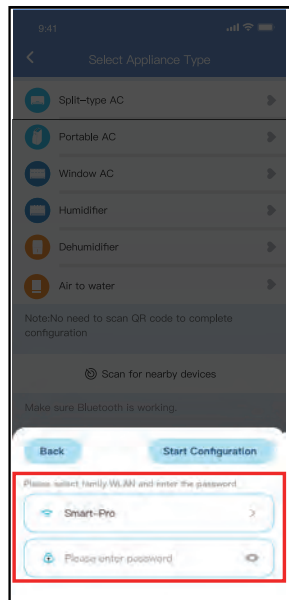 9:41
Select Appliance Type
Split-type AC
Portable AC
Window AC
Humidifier
Dehumidifier
Air to water
Note:No need to scan QR code to complete
configuration
Scan for nearby devices
Make sure Bluetooth is working.
Back
Start Configuration
Please select family WLAN and enter the password
Smart-Pro
Please enter password